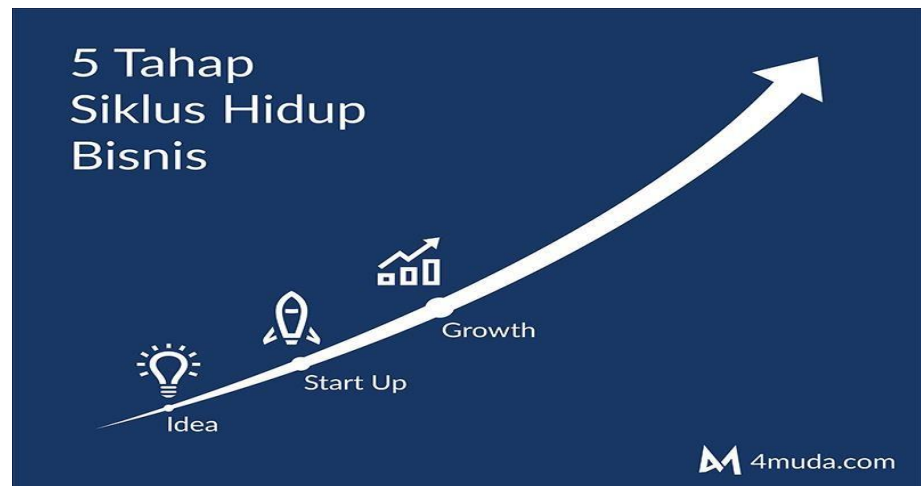 5 Tahap
Siklus Hidup
Bisnis
Growth
Start Up
Idea
4muda.com